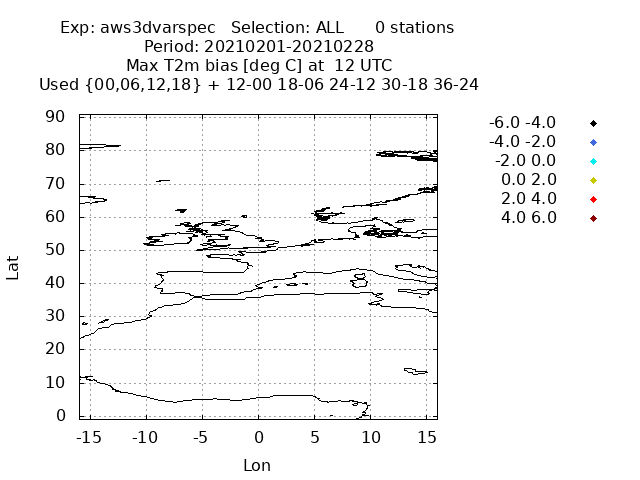 Exp: aws3dvarspec Selection: ALL 0 stations
Period: 20210201-20210228
Max T2m bias [deg C] at 12 UTC
Used {00,06,12,18} + 12-00 18-06 24-12 30-18 36-24
90
80
70
60
50
40
30
20
10
0
Lat
-15 -10 -5 0 5 10 15
Lon
-6.0 -4.0
-4.0 -2.0
-2.0 0.0
0.0 2.0
2.0 4.0
4.0 6.0